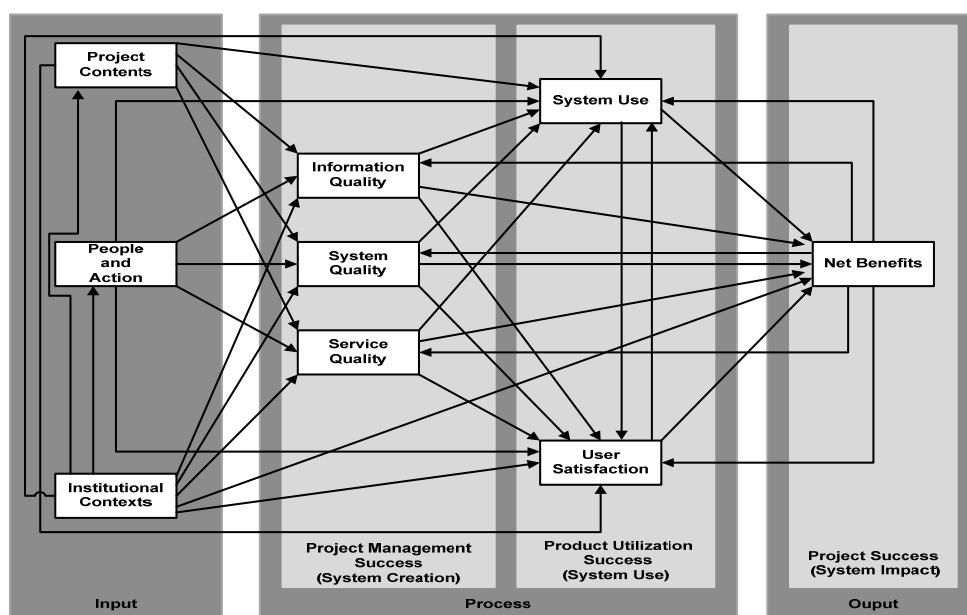 Project
Contents
People
and
Action
Institutional
Contexts
Input
Information
Quality
System
Quality
Service
Quality
Project Management
Success
(System Creation)
System Use
User
Satisfaction
Product Utilization
Success
(System Use)
Process
Net Benefits
Project Success
(System Impact)
Ouput